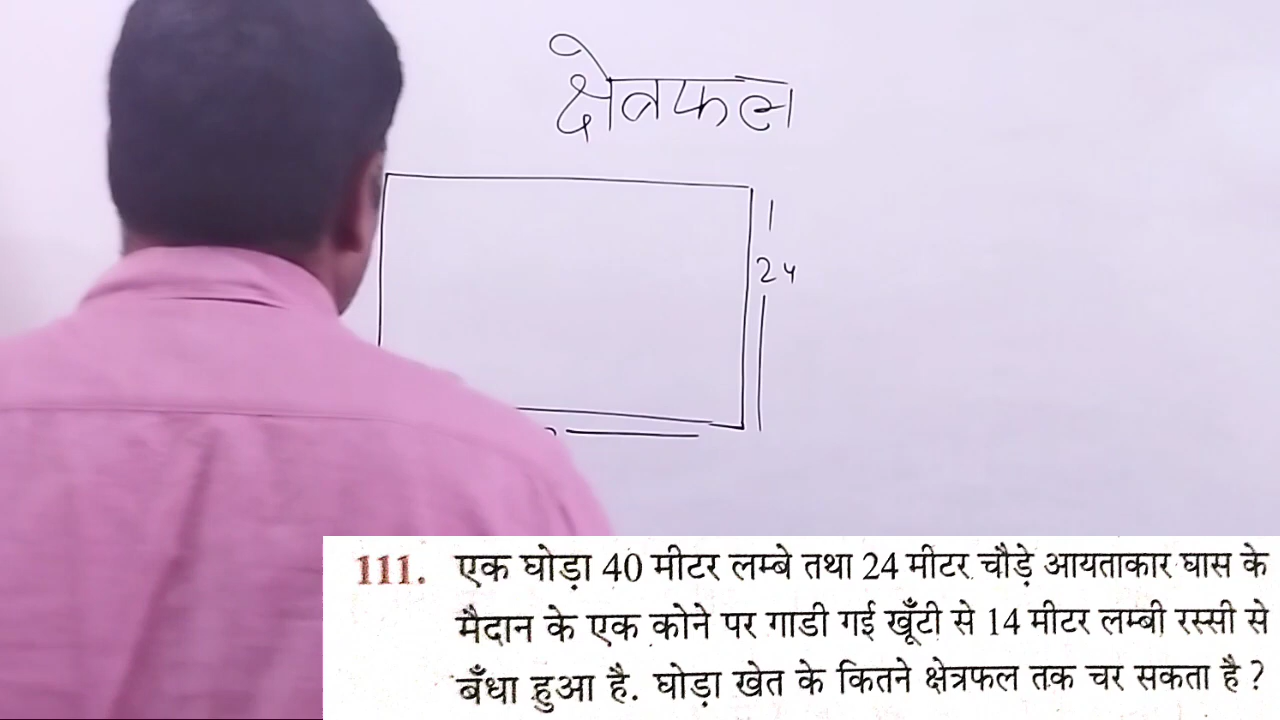 क्षेत्रफल
24
111. एक घोड़ा 40 मीटर लम्बे तथा 24 मीटर चौड़े आयताकार घास के
मैदान के एक कोने पर गाडी गई खूँटी से 14 मीटर लम्बी रस्सी से
बँधा हुआ है. घोड़ा खेत के कितने क्षेत्रफल तक चर सकता है ?